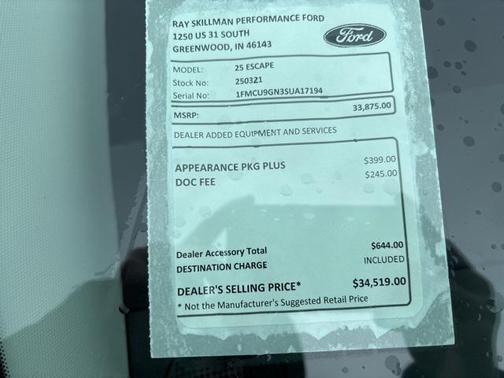 RAY SKILLMAN PERFORMANCE FORD
1250 US 31 SOUTH
GREENWOOD, IN 46143
Ford
MODEL: 25 ESCAPE
Stock No: 250321
Serial No: 1FMCU9GN3SUA17194
MSRP: 33,875.00
DEALER ADDED EQUIPMENT AND SERVICES
APPEARANCE PKG PLUS $399.00
DOC FEE $245.00
Dealer Accessory Total $644.00
DESTINATION CHARGE INCLUDED
DEALER'S SELLING PRICE* $34,519.00
* Not the Manufacturer's Suggested Retail Price